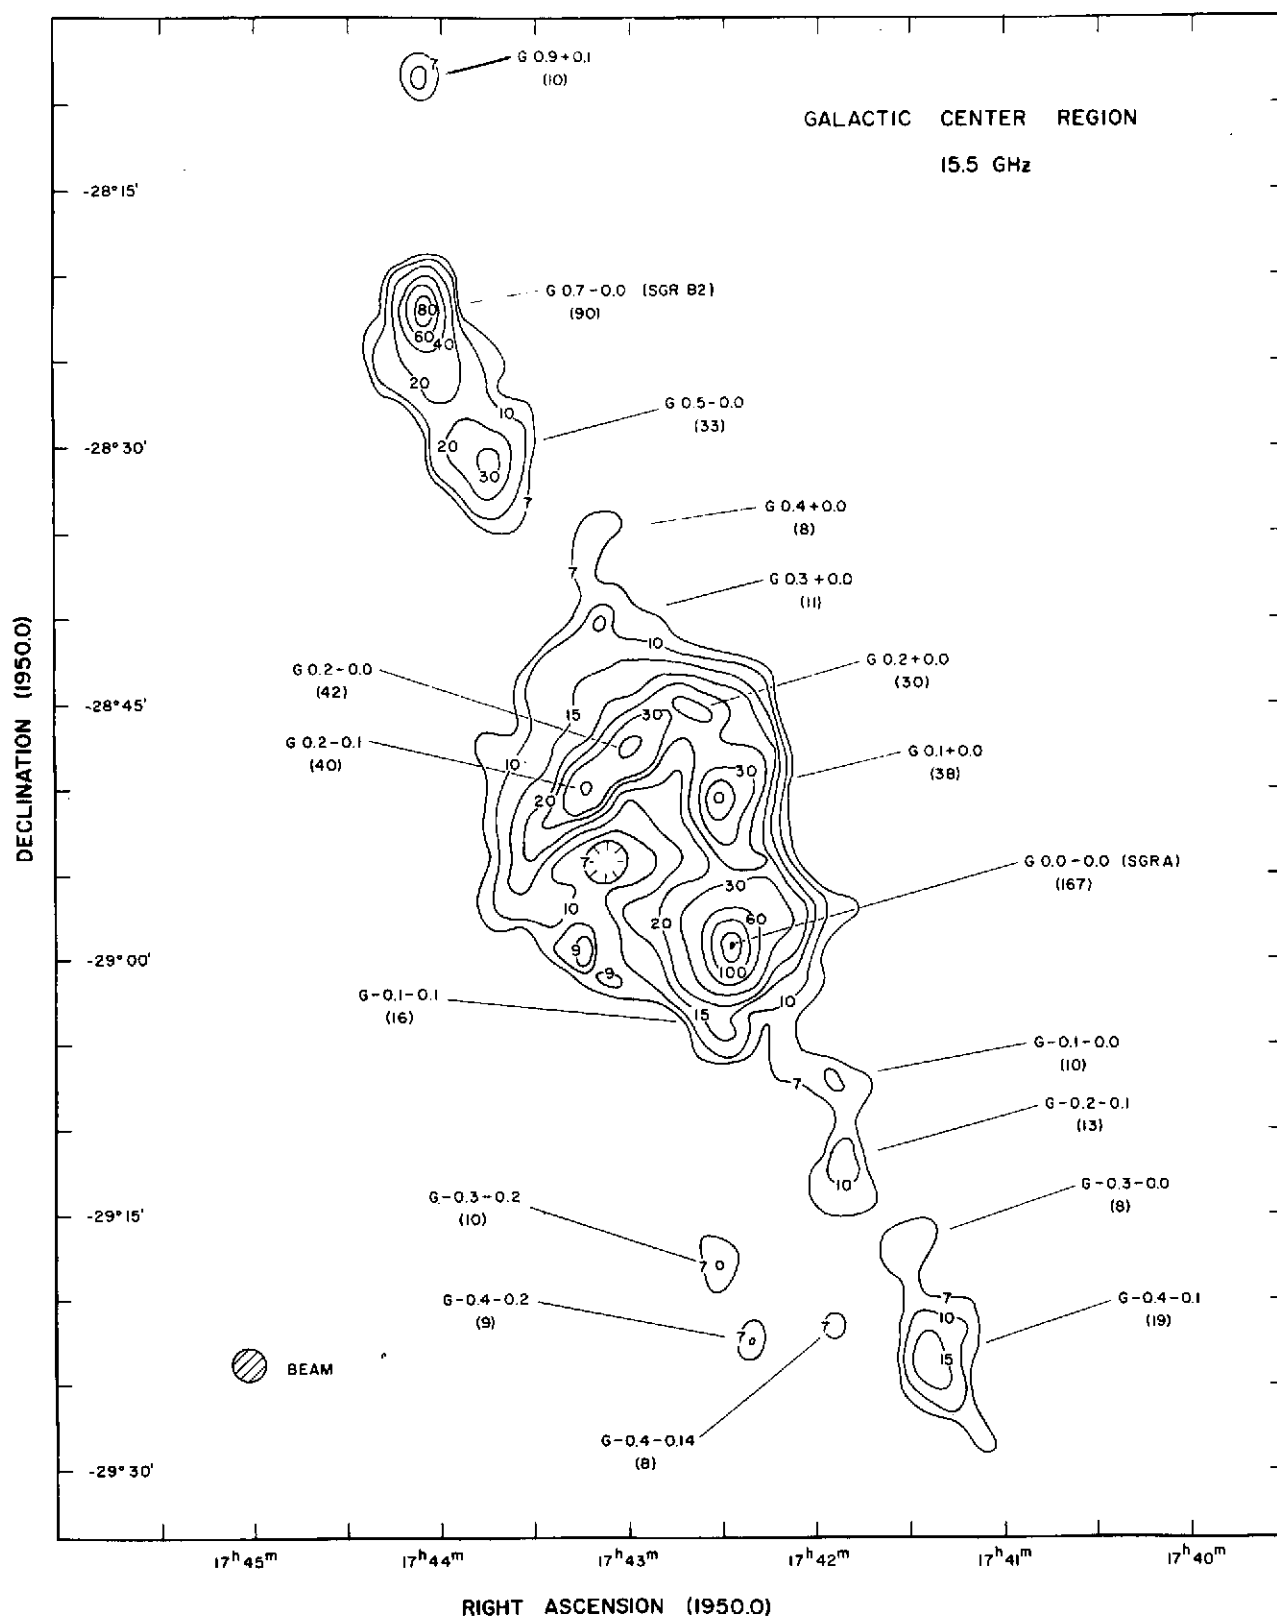 G 0.9+0.1
(10)
GALACTIC CENTER REGION
15.5 GHz
-28°15'
G 0.7-0.0 (SGR B2)
(90)
80
60
40
20
10
G 0.5-0.0
(33)
20
-28°30'
30
7
7
G 0.4+0.0
(8)
7
G 0.3+0.0
(11)
10
G 0.2-0.0
(42)
G 0.2+0.0
(30)
-28°45'
15
30
G 0.2-0.1
(40)
G 0.1+0.0
(38)
10
30
20
7
G 0.0-0.0 (SGR A)
(167)
30
10
20
60
9
-29°00'
9
100
G-0.1-0.1
(16)
15
10
G-0.1-0.0
(10)
7
G-0.2-0.1
(13)
10
G-0.3-0.2
(10)
G-0.3-0.0
(8)
-29°15'
7
G-0.4-0.2
(9)
7
7
7
10
G-0.4-0.1
(19)
15
BEAM
G-0.4-0.14
(8)
-29°30'
17h45m 17h44m 17h43m 17h42m 17h41m 17h40m
RIGHT ASCENSION (1950.0)
DECLINATION (1950.0)